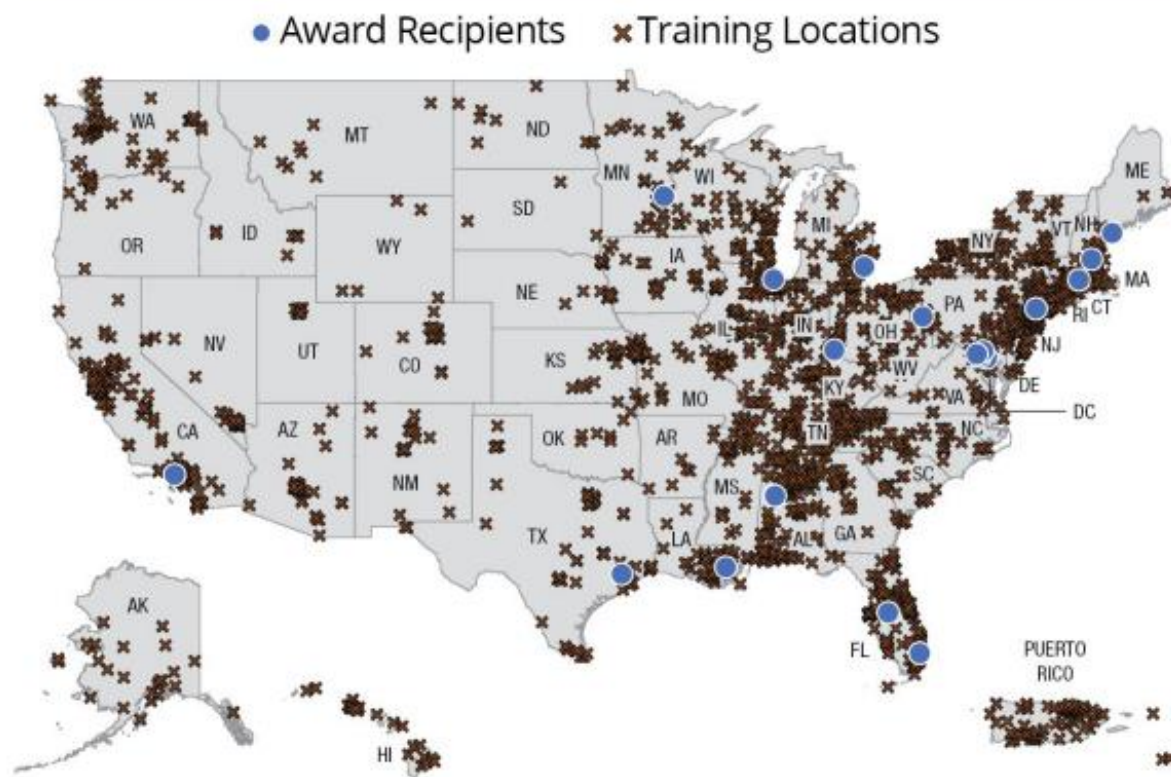 Award Recipients Training Locations
WA
MT
ND
MN
WI
ME
OR
ID
SD
MI
NY
VT
NH
WY
IA
MA
NE
PA
RI
CT
NV
UT
CO
KS
IL
IN
OH
WV
NJ
MO
KY
VA
DE
DC
CA
AZ
NM
OK
AR
TN
NC
SC
TX
LA
MS
AL
GA
AK
FL
PUERTO
RICO
HI